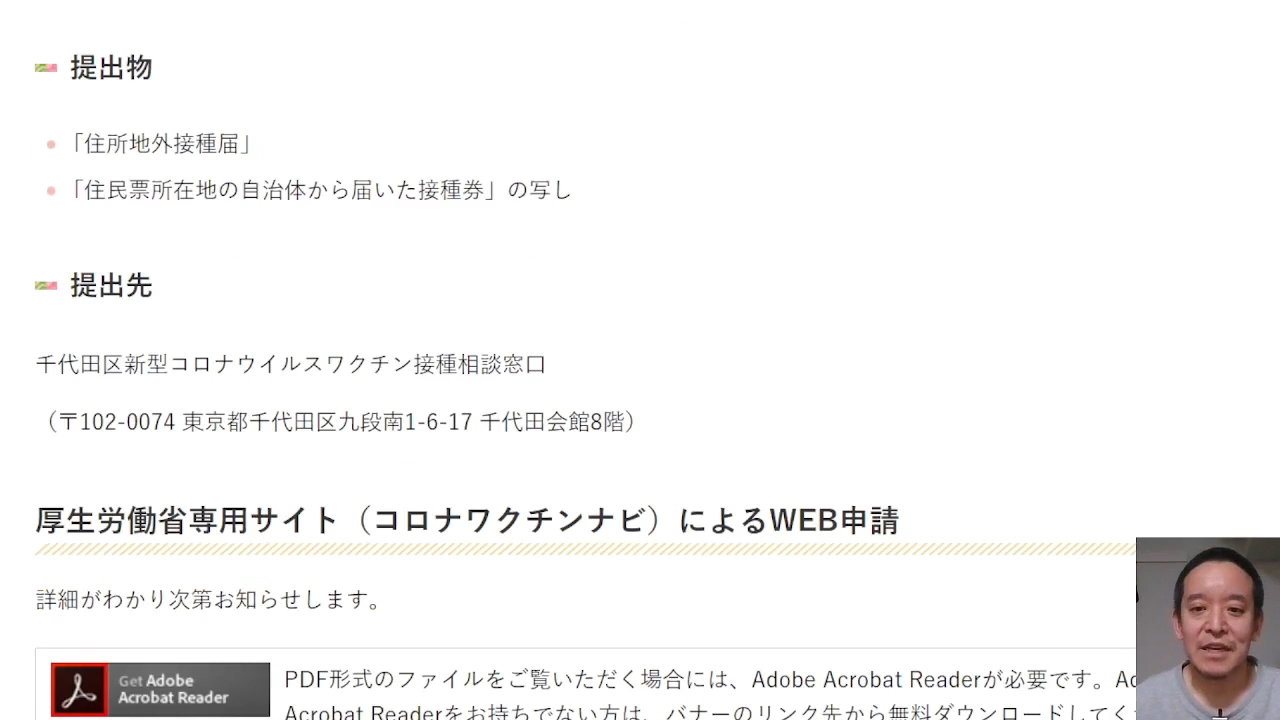 提出物
「住所地外接種届」
「住民票所在地の自治体から届いた接種券」の写し
提出先
千代田区新型コロナウイルスワクチン接種相談窓口
（〒102-0074 東京都千代田区九段南1-6-17 千代田会館8階）
厚生労働省専用サイト（コロナワクチンナビ）によるWEB申請
詳細がわかり次第お知らせします。
Get Adobe
Acrobat Reader
PDF形式のファイルをご覧いただく場合には、Adobe Acrobat Readerが必要です。
Acrobat Readerをお持ちでない方は、バナーのリンク先から無料ダウンロードして